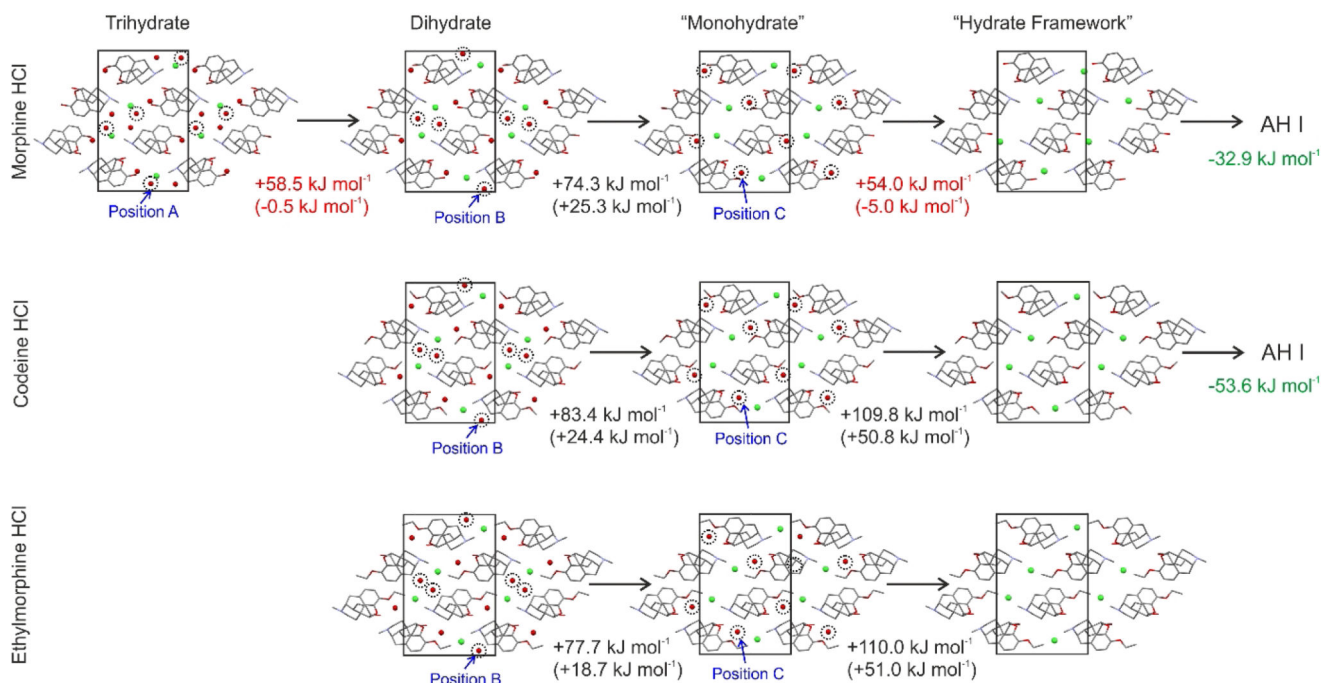 Trihydrate
Dihydrate
“Monohydrate”
“Hydrate Framework”
Morphine HCl
AH I
-32.9 kJ mol⁻¹
+58.5 kJ mol⁻¹
(-0.5 kJ mol⁻¹)
+74.3 kJ mol⁻¹
(+25.3 kJ mol⁻¹)
+54.0 kJ mol⁻¹
(-5.0 kJ mol⁻¹)
Position A
Position B
Position C
Codeine HCl
AH I
-53.6 kJ mol⁻¹
+83.4 kJ mol⁻¹
(+24.4 kJ mol⁻¹)
+109.8 kJ mol⁻¹
(+50.8 kJ mol⁻¹)
Position B
Position C
Ethylmorphine HCl
+77.7 kJ mol⁻¹
(+18.7 kJ mol⁻¹)
+110.0 kJ mol⁻¹
(+51.0 kJ mol⁻¹)
Position B
Position C